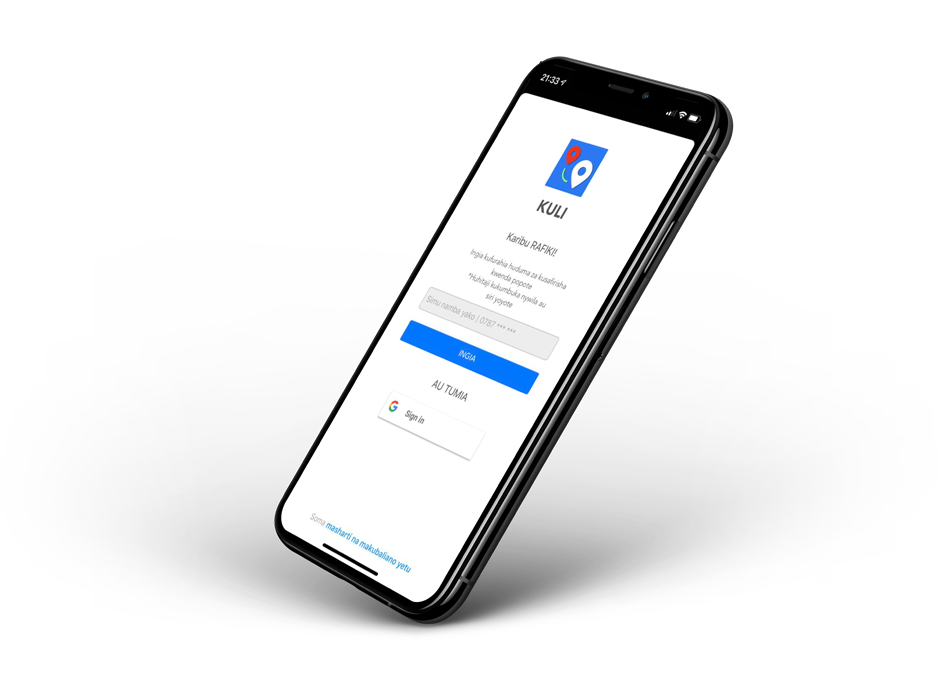 21:33
KULI
Karibu RAFIKI!
Ingia kufurahia huduma za kusafirisha
kwenda popote
*Huhitaji kukumbuka nywila au
siri yoyote
Simu namba yako | 0787 *** ***
INGIA
AU TUMIA
G Sign in
Soma masharti na makubaliano yetu